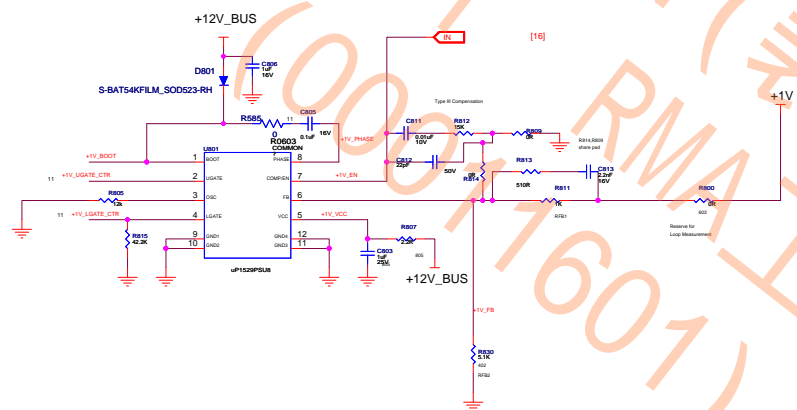 +12V_BUS
IN
[16]
D801
C806
1uF
16V
S-BAT54KFILM_SOD523-RH
+1V
R585
0
R0603
COMMON
11
C805
0.1uF
16V
+1V_PHASE
Type III Compensation
C811
0.01uF
10V
R812
15K
R809
0R
R814,R809
share pad
U801
+1V_BOOT
1
BOOT
PHASE
8
C812
22pF
50V
11
+1V_UGATE_CTR
2
UGATE
COMP/EN
7
+1V_EN
0R
R814
R813
510R
C813
2.2nF
16V
R805
12k
3
OSC
FB
6
R811
1K
RFB1
R800
0R
603
11
+1V_LGATE_CTR
4
LGATE
VCC
5
+1V_VCC
Reserve for
Loop Measurement
R815
42.2K
9
GND1
GND4
12
10
GND2
GND3
11
R807
2.2R
805
C803
1uF
25V
uP1529PSU8
+12V_BUS
+1V_FB
R830
5.1K
402
RFB2
(00011601)
RMA